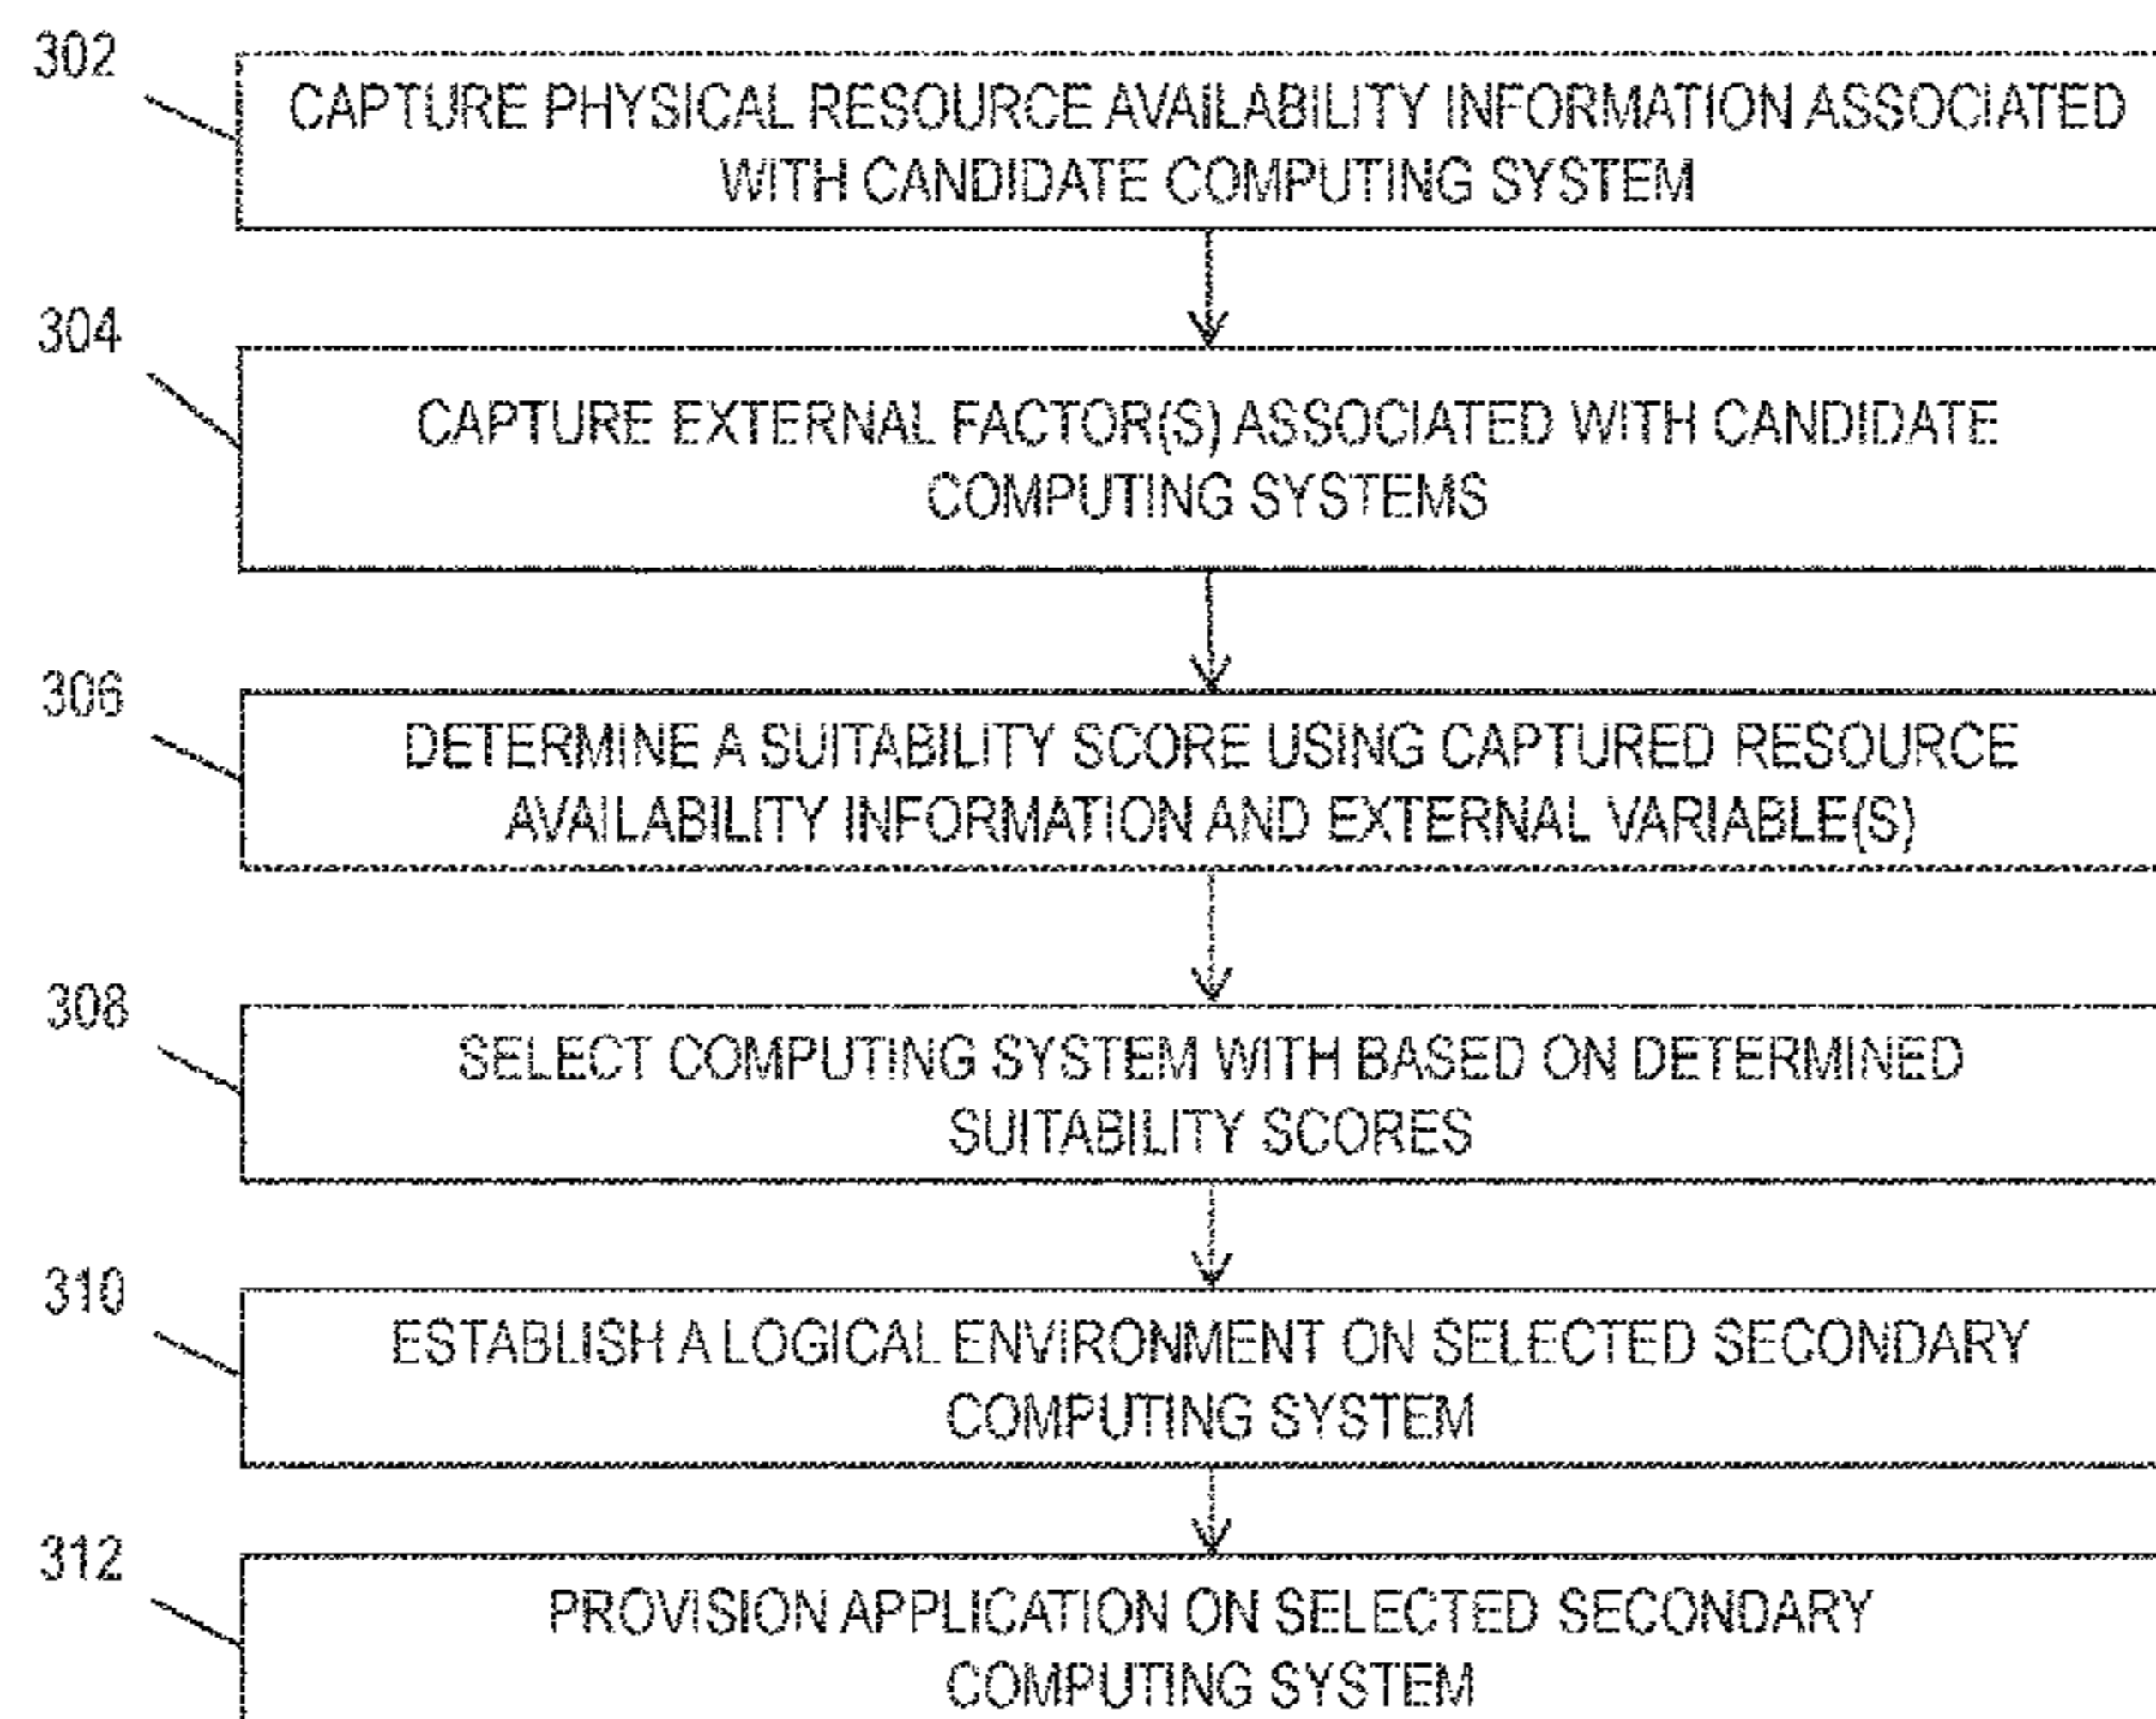 302
CAPTURE PHYSICAL RESOURCE AVAILABILITY INFORMATION ASSOCIATED
WITH CANDIDATE COMPUTING SYSTEM
304
CAPTURE EXTERNAL FACTOR(S) ASSOCIATED WITH CANDIDATE
COMPUTING SYSTEMS
306
DETERMINE A SUITABILITY SCORE USING CAPTURED RESOURCE
AVAILABILITY INFORMATION AND EXTERNAL VARIABLE(S)
308
SELECT COMPUTING SYSTEM WITH BASED ON DETERMINED
SUITABILITY SCORES
310
ESTABLISH A LOGICAL ENVIRONMENT ON SELECTED SECONDARY
COMPUTING SYSTEM
312
PROVISION APPLICATION ON SELECTED SECONDARY
COMPUTING SYSTEM